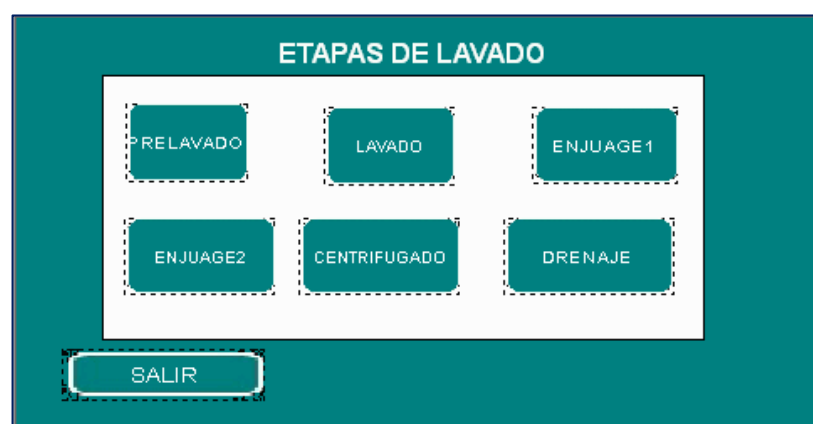 ETAPAS DE LAVADO
PRELAVADO
LAVADO
ENJUAGE1
ENJUAGE2
CENTRIFUGADO
DRENAJE
SALIR